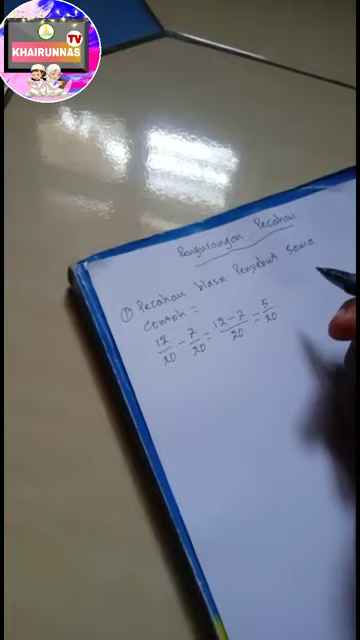 KHAIRUNNAS
TV
Pengurangan Pecahan
① Pecahan biasa Penyebut sama
Contoh =
12/20 - 7/20 = 12-7/20 = 5/20